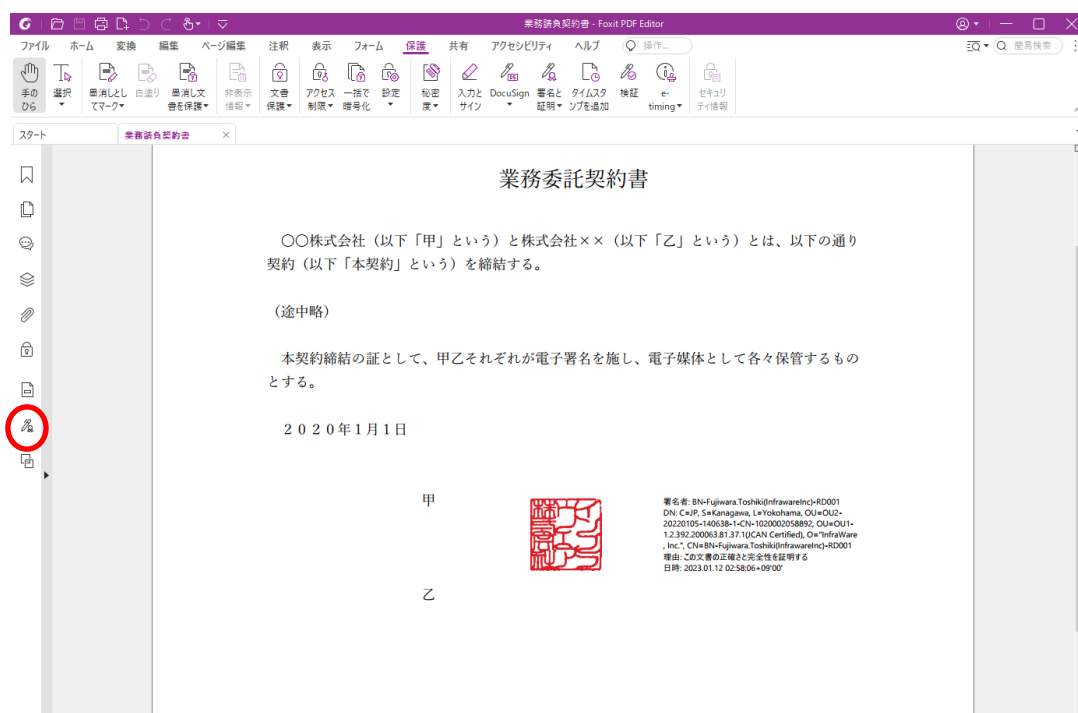 業務請負契約書 - Foxit PDF Editor
ファイル ホーム 変換 編集 ページ編集 注釈 表示 フォーム 保護 共有 アクセシビリティ ヘルプ 操作... 簡易検索
手のひら
選択
墨消しとしてマーク
白塗り
墨消し文書を保護
非表示情報
文書保護
アクセス制限
一括で暗号化
設定
秘密度
入力とサイン
DocuSign
署名と証明
タイムスタンプを追加
検証
e-timing
セキュリティ情報
スタート 業務請負契約書
業務委託契約書
〇〇株式会社（以下「甲」という）と株式会社××（以下「乙」という）とは、以下の通り
契約（以下「本契約」という）を締結する。
（途中略）
本契約締結の証として、甲乙それぞれが電子署名を施し、電子媒体として各々保管するもの
とする。
２０２０年１月１日
甲
署名者: BN-Fujiwara.Toshiki(InfrawareInc)-RD001
DN: C=JP, S=Kanagawa, L=Yokohama, OU=OU2-
20220105-140638-1-CN-1020002058892, OU=OU1-
1.2.392.200063.81.37.1(JCAN Certified), O="InfraWare
, Inc.", CN=BN-Fujiwara.Toshiki(InfrawareInc)-RD001
理由: この文書の正確さと完全性を証明する
日時: 2023.01.12 02:58:06+09'00'
乙